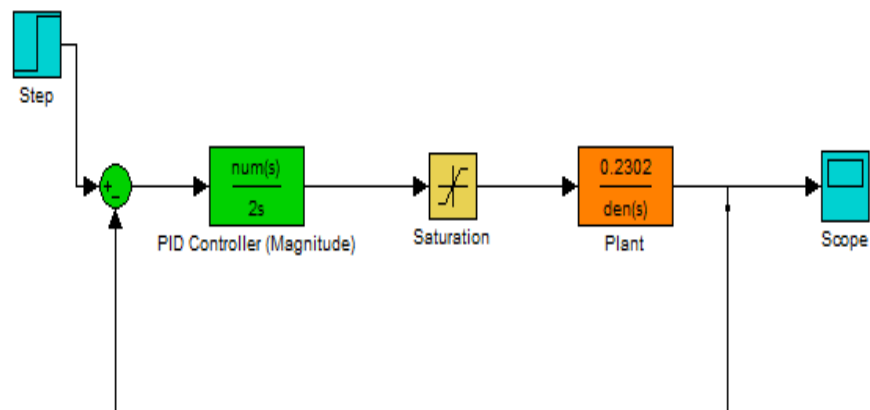 Step
+
−
num(s)
2s
PID Controller (Magnitude)
Saturation
0.2302
den(s)
Plant
Scope